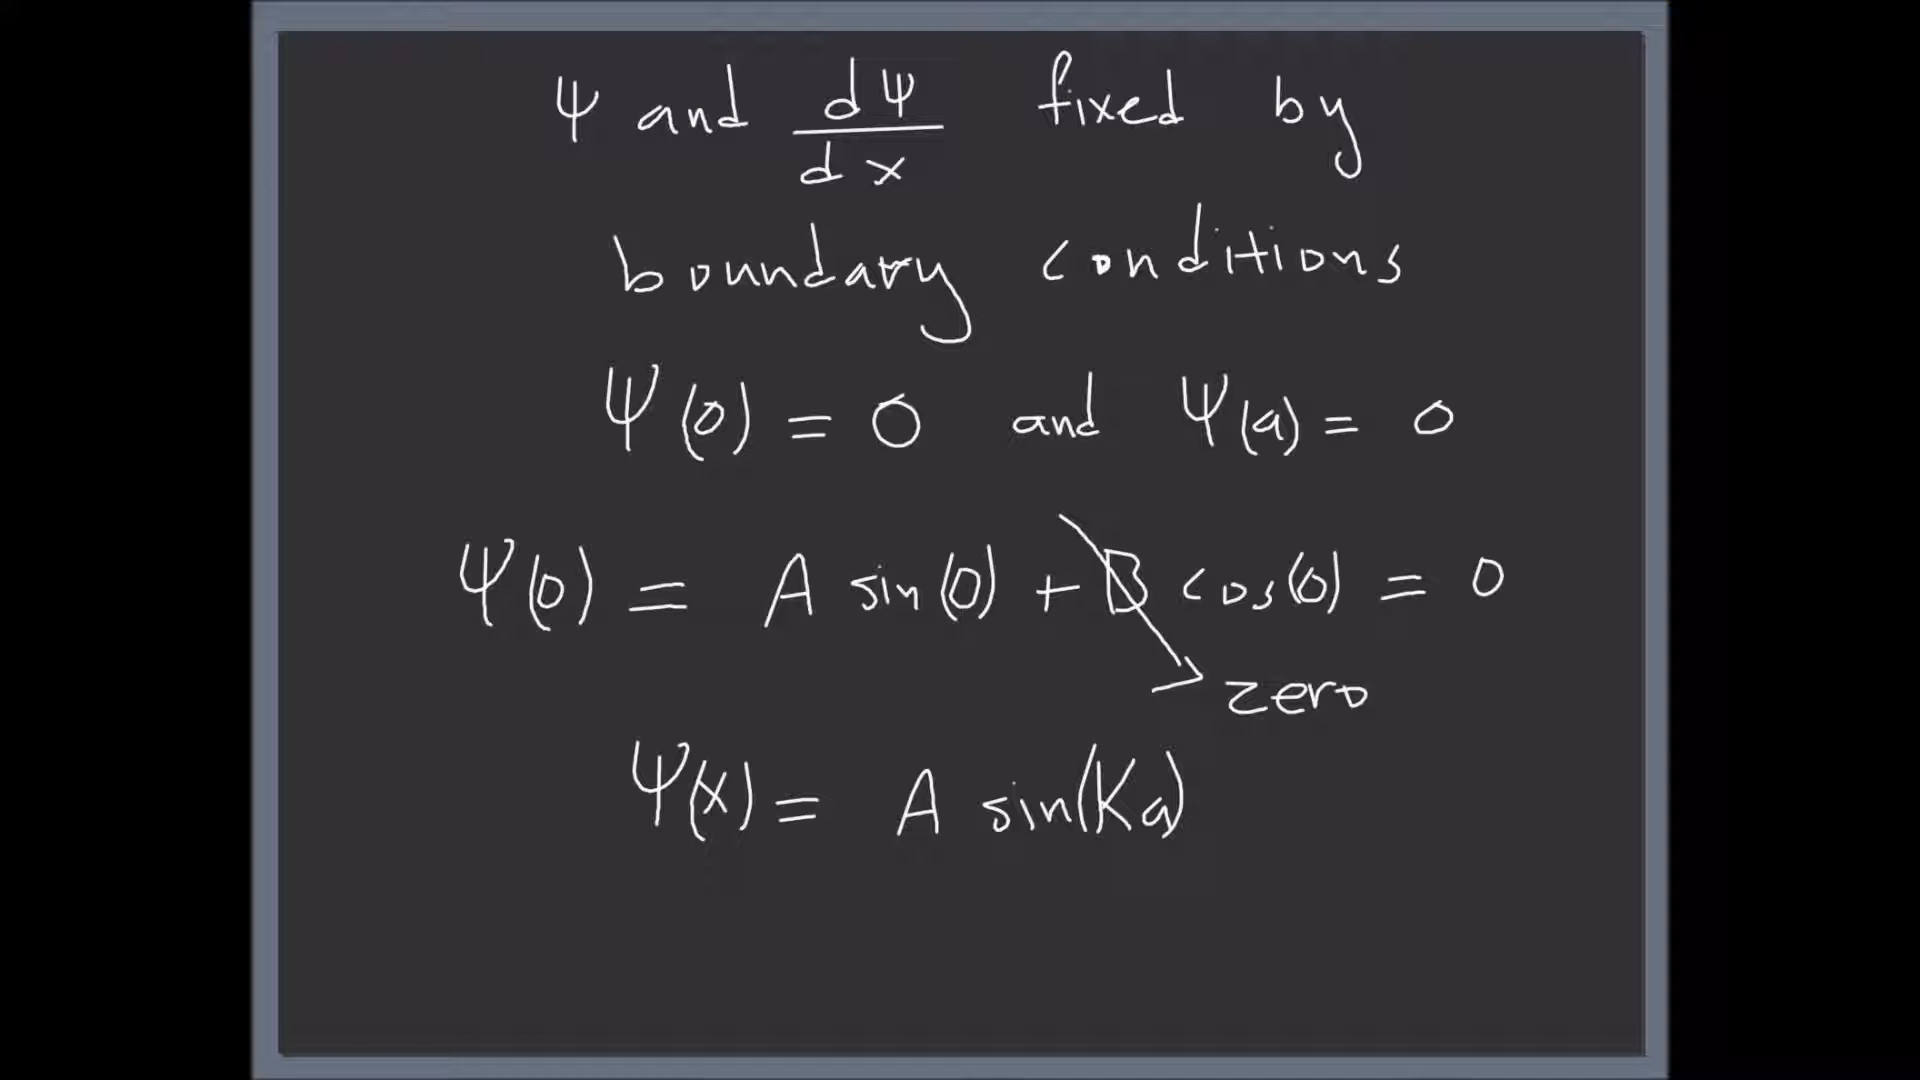 Ψ and dΨ/dx fixed by
boundary conditions
Ψ(0) = 0 and Ψ(a) = 0
Ψ(0) = A sin(0) + B cos(0) = 0
zero
Ψ(x) = A sin(Ka)